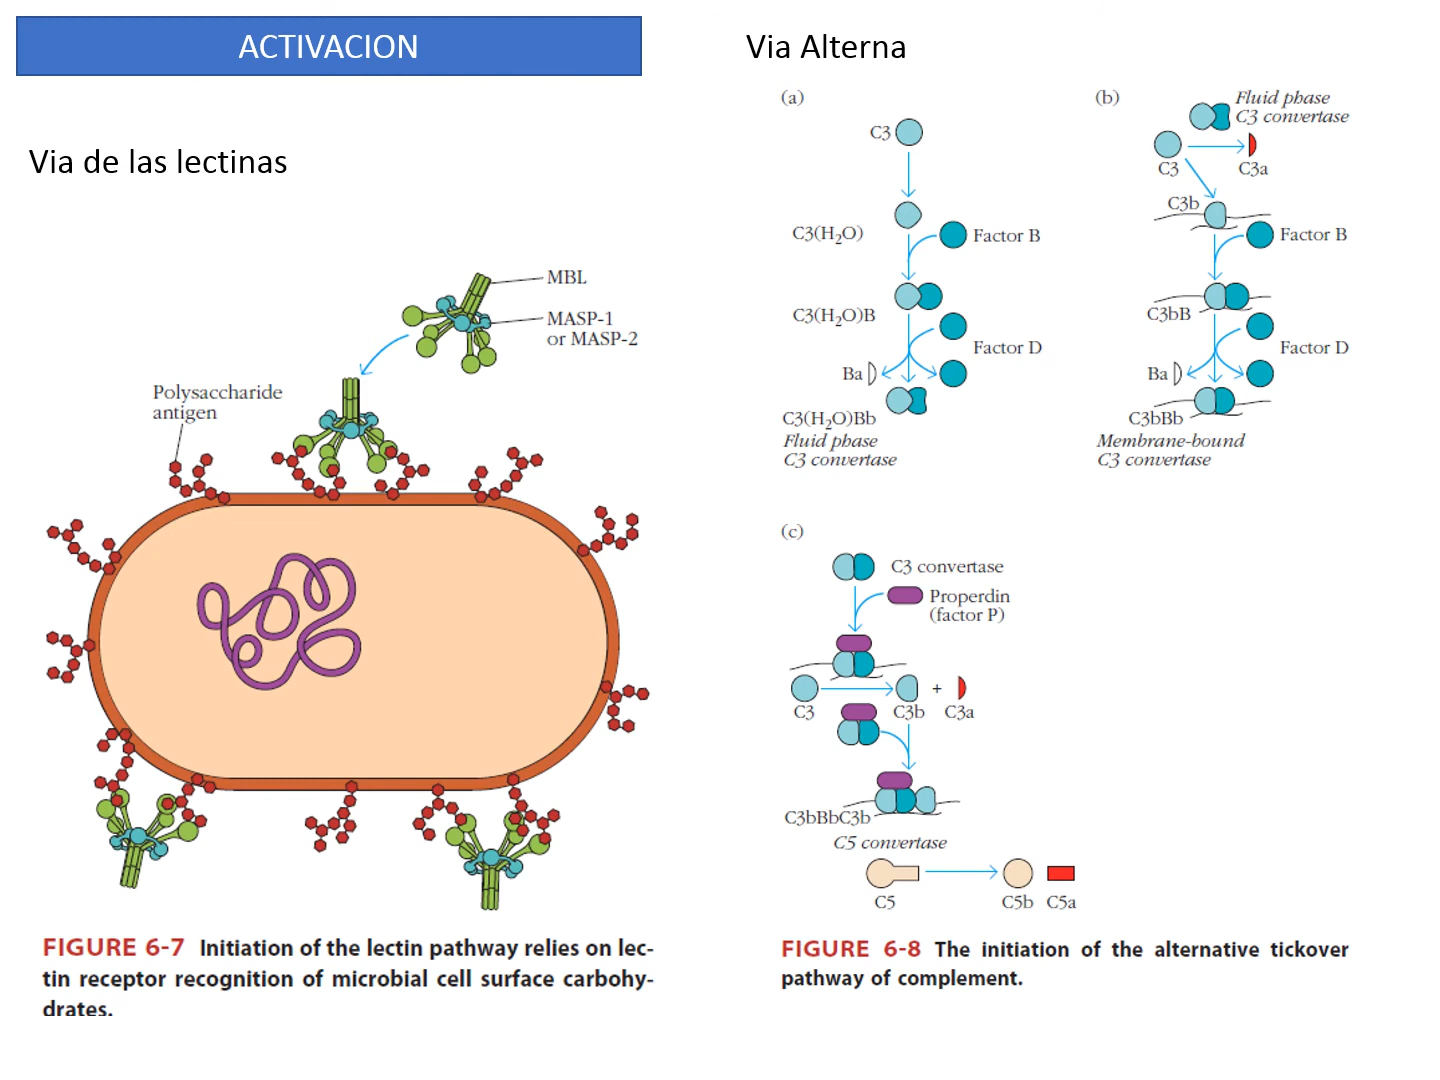 ACTIVACION
Via de las lectinas
MBL
MASP-1
or MASP-2
Polysaccharide
antigen
FIGURE 6-7 Initiation of the lectin pathway relies on lec-
tin receptor recognition of microbial cell surface carbohy-
drates.
Via Alterna
(a)
C3
C3(H₂O)
Factor B
C3(H₂O)B
Factor D
Ba
C3(H₂O)Bb
Fluid phase
C3 convertase
(b)
Fluid phase
C3 convertase
C3
C3a
C3b
Factor B
C3bB
Factor D
Ba
C3bBb
Membrane-bound
C3 convertase
(c)
C3 convertase
Properdin
(factor P)
+
C3
C3b
C3a
C3bBbC3b
C5 convertase
C5
C5b
C5a
FIGURE 6-8 The initiation of the alternative tickover
pathway of complement.